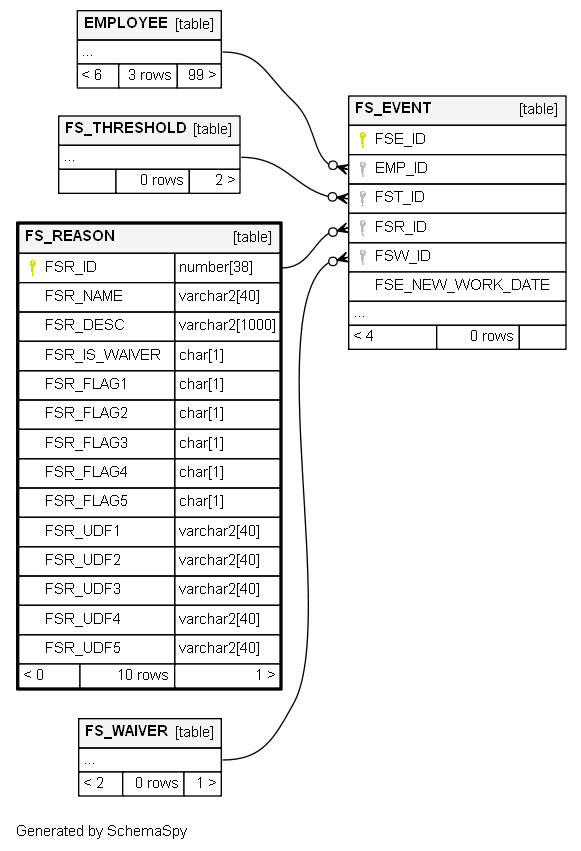 EMPLOYEE [table]
...
< 6 3 rows 99 >
FS_THRESHOLD [table]
...
0 rows 2 >
FS_REASON [table]
FSR_ID number[38]
FSR_NAME varchar2[40]
FSR_DESC varchar2[1000]
FSR_IS_WAIVER char[1]
FSR_FLAG1 char[1]
FSR_FLAG2 char[1]
FSR_FLAG3 char[1]
FSR_FLAG4 char[1]
FSR_FLAG5 char[1]
FSR_UDF1 varchar2[40]
FSR_UDF2 varchar2[40]
FSR_UDF3 varchar2[40]
FSR_UDF4 varchar2[40]
FSR_UDF5 varchar2[40]
< 0 10 rows 1 >
FS_WAIVER [table]
...
< 2 0 rows 1 >
FS_EVENT [table]
FSE_ID
EMP_ID
FST_ID
FSR_ID
FSW_ID
FSE_NEW_WORK_DATE
...
< 4 0 rows
Generated by SchemaSpy